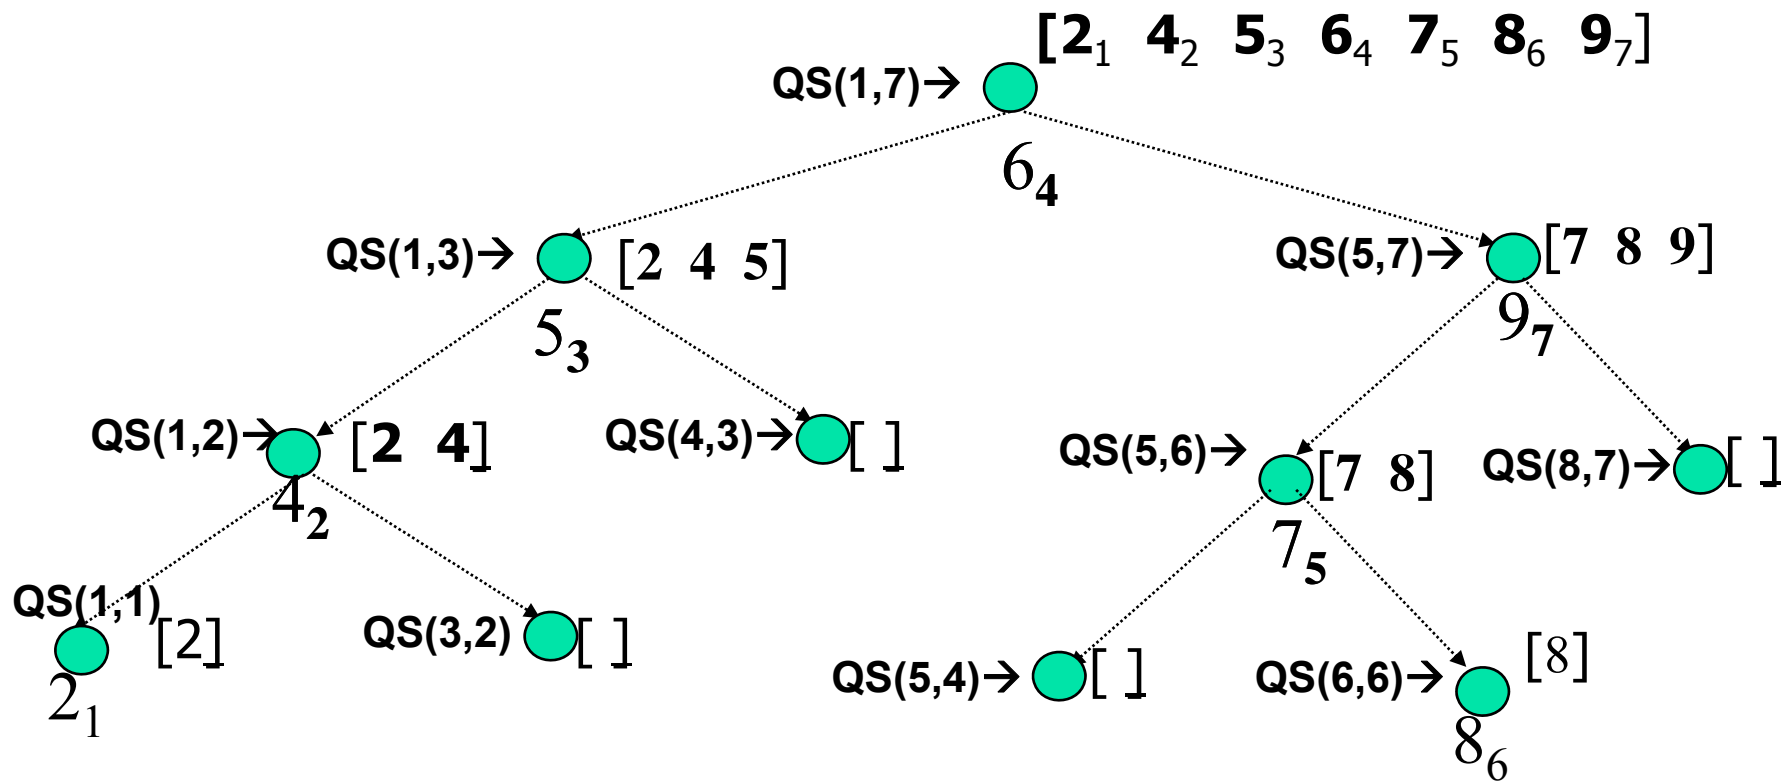 [2₁ 4₂ 5₃ 6₄ 7₅ 8₆ 9₇]
QS(1,7)→
6₄
QS(1,3)→ [2 4 5]
QS(5,7)→ [7 8 9]
5₃
9₇
QS(1,2)→ [2 4]
QS(4,3)→ [ ]
QS(5,6)→ [7 8]
QS(8,7)→ [ ]
4₂
7₅
QS(1,1) [2]
QS(3,2) [ ]
QS(5,4)→ [ ]
QS(6,6)→ [8]
2₁
8₆